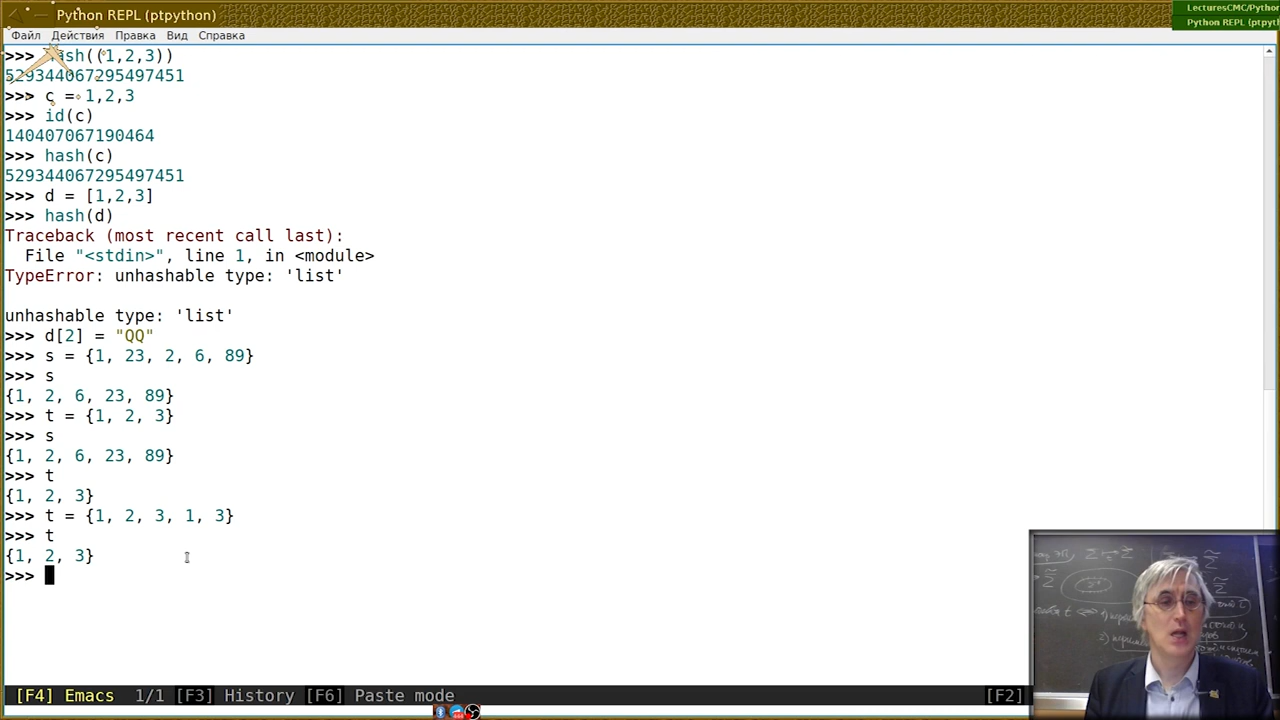 Python REPL (ptpython)
LecturesCMC/Python
Python REPL (ptpyt
Файл Действия Правка Вид Справка
>>> hash((1,2,3))
529344067295497451
>>> c = 1,2,3
>>> id(c)
140407067190464
>>> hash(c)
529344067295497451
>>> d = [1,2,3]
>>> hash(d)
Traceback (most recent call last):
  File "<stdin>", line 1, in <module>
TypeError: unhashable type: 'list'
unhashable type: 'list'
>>> d[2] = "QQ"
>>> s = {1, 23, 2, 6, 89}
>>> s
{1, 2, 6, 23, 89}
>>> t = {1, 2, 3}
>>> s
{1, 2, 6, 23, 89}
>>> t
{1, 2, 3}
>>> t = {1, 2, 3, 1, 3}
>>> t
{1, 2, 3}
>>>
[F4] Emacs 1/1 [F3] History [F6] Paste mode [F2]